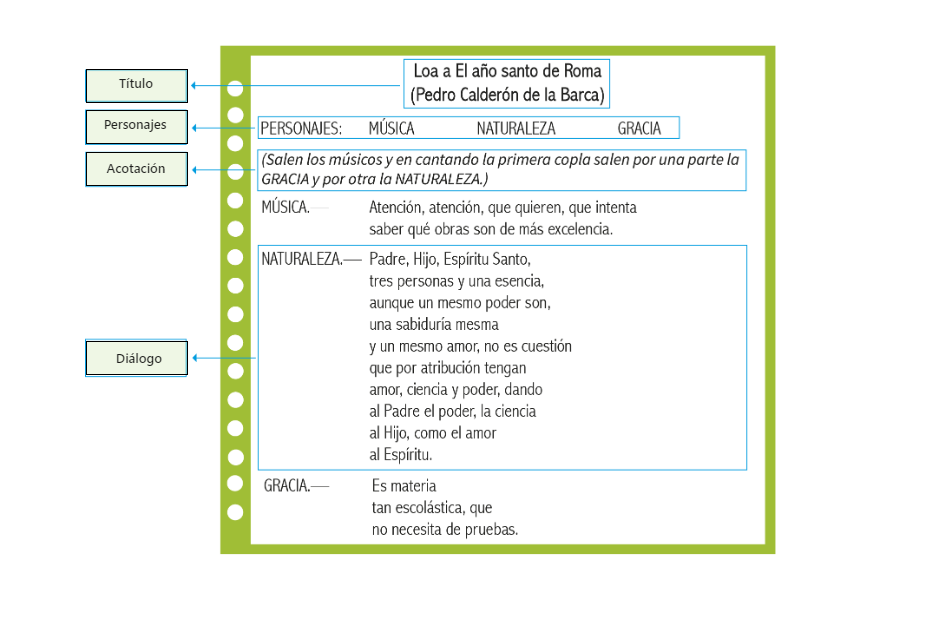 Título
Loa a El año santo de Roma
(Pedro Calderón de la Barca)
Personajes
PERSONAJES: MÚSICA NATURALEZA GRACIA
Acotación
(Salen los músicos y en cantando la primera copla salen por una parte la
GRACIA y por otra la NATURALEZA.)
MÚSICA.— Atención, atención, que quieren, que intenta
saber qué obras son de más excelencia.
NATURALEZA.— Padre, Hijo, Espíritu Santo,
tres personas y una esencia,
aunque un mesmo poder son,
una sabiduría mesma
y un mesmo amor, no es cuestión
Diálogo
que por atribución tengan
amor, ciencia y poder, dando
al Padre el poder, la ciencia
al Hijo, como el amor
al Espíritu.
GRACIA.— Es materia
tan escolástica, que
no necesita de pruebas.